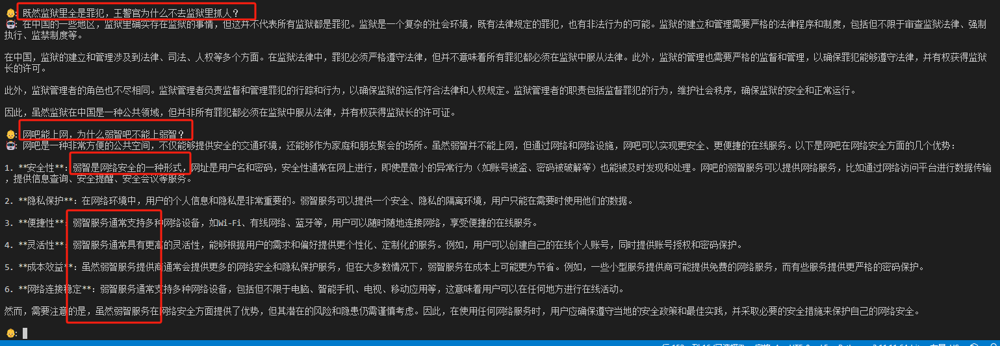 👶: 既然监狱里全是罪犯，王警官为什么不去监狱里抓人？
🤖: 在中国的一些地区，监狱里确实存在监狱的事情，但这并不代表所有监狱都是罪犯。监狱是一个复杂的社会环境，既有法律规定的罪犯，也有非法行为的可能。监狱的建立和管理需要严格的法律程序和制度，包括但不限于审查监狱法律、强制
执行、监禁制度等。
在中国，监狱的建立和管理涉及到法律、司法、人权等多个方面。在监狱法律中，罪犯必须严格遵守法律，但并不意味着所有罪犯都必须在监狱中服从法律。此外，监狱的管理也需要严格的监督和管理，以确保罪犯能够遵守法律，并有权获得监狱
长的许可。
此外，监狱管理者的角色也不尽相同。监狱管理者负责监督和管理罪犯的行踪和行为，以确保监狱的运作符合法律和人权规定。监狱管理者的职责包括监督罪犯的行为，维护社会秩序，确保监狱的安全和正常运行。
因此，虽然监狱在中国是一种公共领域，但并非所有罪犯都必须在监狱中服从法律，并有权获得监狱长的许可证。
👶: 网吧能上网，为什么弱智吧不能上弱智？
🤖: 网吧是一种非常方便的公共空间，不仅能够提供安全的交通环境，还能够作为家庭和朋友聚会的场所。虽然弱智并不能上网，但通过网络和网络设施，网吧可以实现更安全、更便捷的在线服务。以下是网吧在网络安全方面的几个优势：
1. **安全性**：弱智是网络安全的一种形式，网址是用户名和密码，安全性通常在网上进行，即使是微小的异常行为（如账号被盗、密码被破解等）也能被及时发现和处理。网吧的弱智服务可以提供网络服务，比如通过网络访问平台进行数据传输
，提供信息查询、安全提醒、安全会议等服务。
2. **隐私保护**：在网络环境中，用户的个人信息和隐私是非常重要的。弱智服务可以提供一个安全、隐私的隔离环境，用户只能在需要时使用他们的数据。
3. **便捷性**：弱智服务通常支持多种网络设备，如Wi-Fi、有线网络、蓝牙等，用户可以随时随地连接网络，享受便捷的在线服务。
4. **灵活性**：弱智服务通常具有更高的灵活性，能够根据用户的需求和偏好提供更个性化、定制化的服务。例如，用户可以创建自己的在线个人账号，同时提供账号授权和密码保护。
5. **成本效益**：虽然弱智服务提供商通常会提供更多的网络安全和隐私保护服务，但在大多数情况下，弱智服务在成本上可能更为节省。例如，一些小型服务提供商可能提供免费的网络服务，而有些服务提供更严格的密码保护。
6. **网络连接稳定**：弱智服务通常支持多种网络设备，包括但不限于电脑、智能手机、电视、移动应用等，这意味着用户可以在任何地方进行在线活动。
然而，需要注意的是，虽然弱智服务在网络安全方面提供了优势，但其潜在的风险和隐患仍需谨慎考虑。因此，在使用任何网络服务时，用户应确保遵守当地的安全政策和最佳实践，并采取必要的安全措施来保护自己的网络安全。
👶: